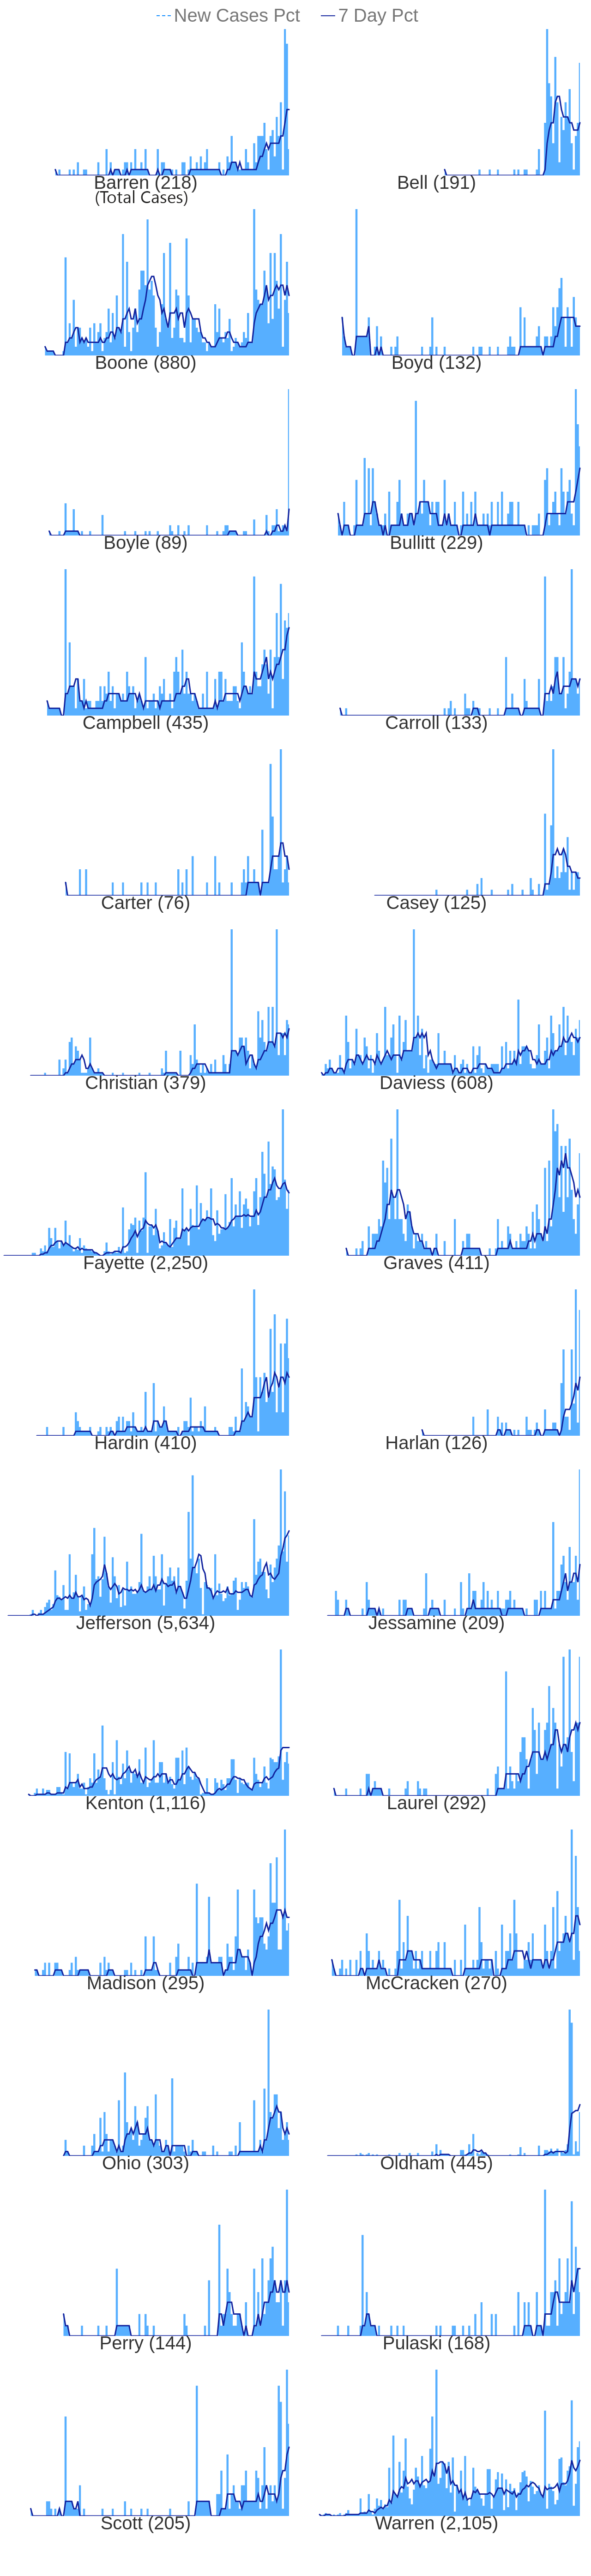 New Cases Pct 7 Day Pct
Barren (218) Bell (191)
(Total Cases)
Boone (880) Boyd (132)
Boyle (89) Bullitt (229)
Campbell (435) Carroll (133)
Carter (76) Casey (125)
Christian (379) Daviess (608)
Fayette (2,250) Graves (411)
Hardin (410) Harlan (126)
Jefferson (5,634) Jessamine (209)
Kenton (1,116) Laurel (292)
Madison (295) McCracken (270)
Ohio (303) Oldham (445)
Perry (144) Pulaski (168)
Scott (205) Warren (2,105)